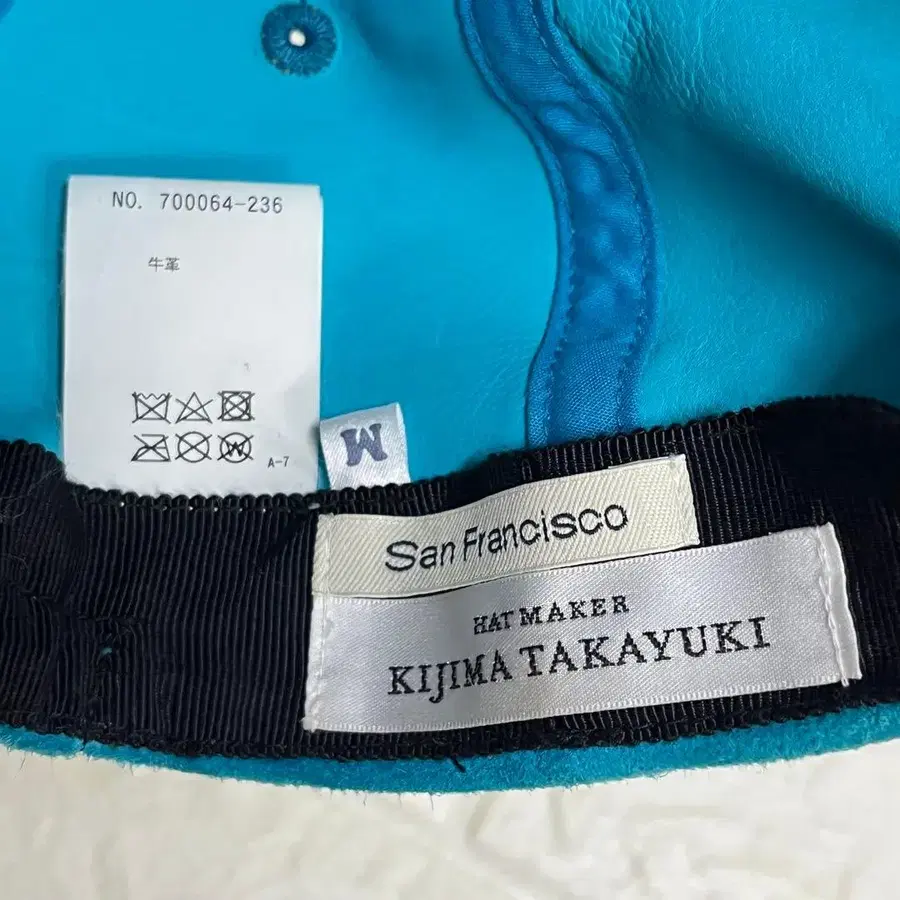 NO. 700064-236
牛革
A-7
M
San Francisco
HAT MAKER
KIJIMA TAKAYUKI